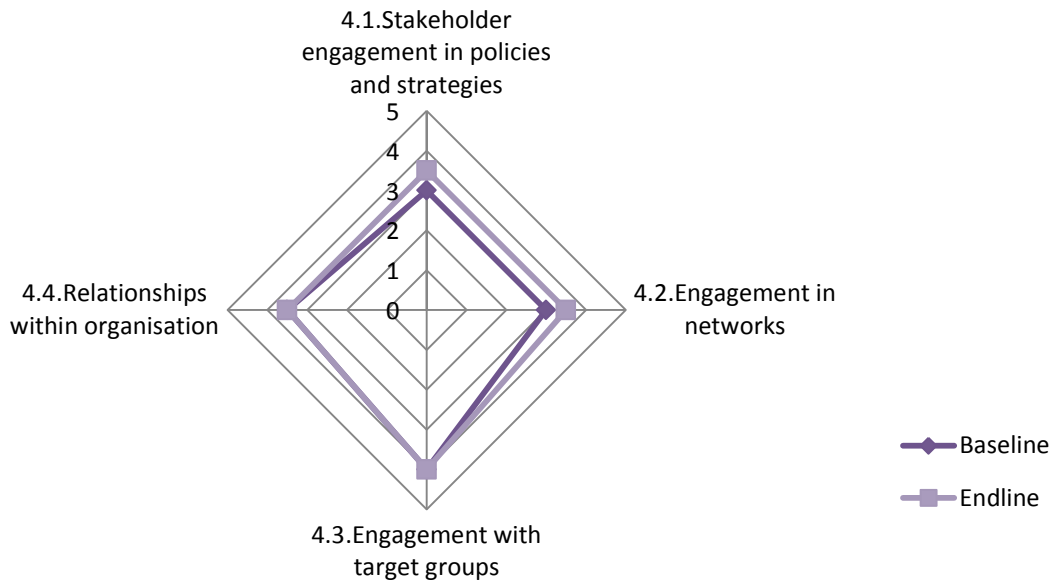 4.1.Stakeholder
engagement in policies
and strategies
5
4
3
2
1
0
4.2.Engagement in
networks
4.4.Relationships
within organisation
4.3.Engagement with
target groups
Baseline
Endline